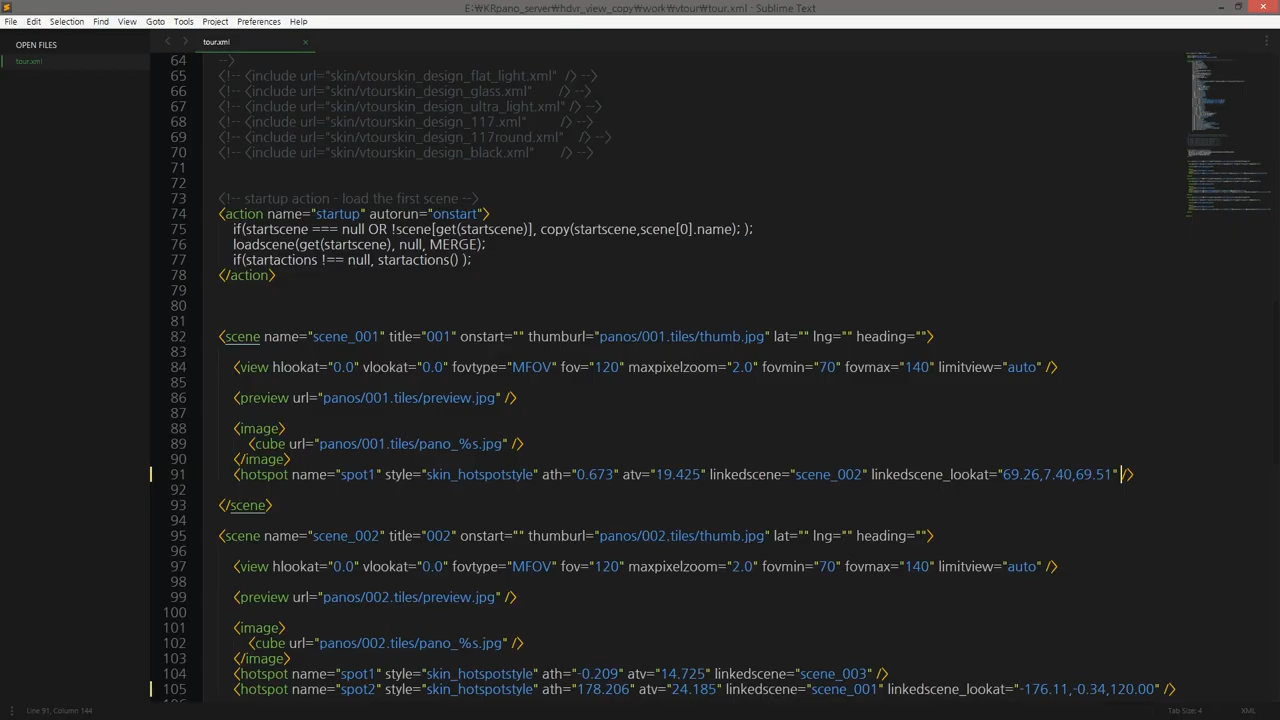 E:₩KRpano_server₩hdvr_view_copy₩work₩vtour₩tour.xml - Sublime Text
File Edit Selection Find View Goto Tools Project Preferences Help
OPEN FILES
tour.xml
tour.xml
64 -->
65 <!-- <include url="skin/vtourskin_design_flat_light.xml" /> -->
66 <!-- <include url="skin/vtourskin_design_glass.xml" /> -->
67 <!-- <include url="skin/vtourskin_design_ultra_light.xml" /> -->
68 <!-- <include url="skin/vtourskin_design_117.xml" /> -->
69 <!-- <include url="skin/vtourskin_design_117round.xml" /> -->
70 <!-- <include url="skin/vtourskin_design_black.xml" /> -->
71
72
73 <!-- startup action - load the first scene -->
74 <action name="startup" autorun="onstart">
75 if(startscene === null OR !scene[get(startscene)], copy(startscene,scene[0].name); );
76 loadscene(get(startscene), null, MERGE);
77 if(startactions !== null, startactions() );
78 </action>
79
80
81
82 <scene name="scene_001" title="001" onstart="" thumburl="panos/001.tiles/thumb.jpg" lat="" lng="" heading="">
83
84 <view hlookat="0.0" vlookat="0.0" fovtype="MFOV" fov="120" maxpixelzoom="2.0" fovmin="70" fovmax="140" limitview="auto" />
85
86 <preview url="panos/001.tiles/preview.jpg" />
87
88 <image>
89 <cube url="panos/001.tiles/pano_%s.jpg" />
90 </image>
91 <hotspot name="spot1" style="skin_hotspotstyle" ath="0.673" atv="19.425" linkedscene="scene_002" linkedscene_lookat="69.26,7.40,69.51" />
92
93 </scene>
94
95 <scene name="scene_002" title="002" onstart="" thumburl="panos/002.tiles/thumb.jpg" lat="" lng="" heading="">
96
97 <view hlookat="0.0" vlookat="0.0" fovtype="MFOV" fov="120" maxpixelzoom="2.0" fovmin="70" fovmax="140" limitview="auto" />
98
99 <preview url="panos/002.tiles/preview.jpg" />
100
101 <image>
102 <cube url="panos/002.tiles/pano_%s.jpg" />
103 </image>
104 <hotspot name="spot1" style="skin_hotspotstyle" ath="-0.209" atv="14.725" linkedscene="scene_003" />
105 <hotspot name="spot2" style="skin_hotspotstyle" ath="178.206" atv="24.185" linkedscene="scene_001" linkedscene_lookat="-176.11,-0.34,120.00" />
Line 91, Column 144
Tab Size: 4
XML